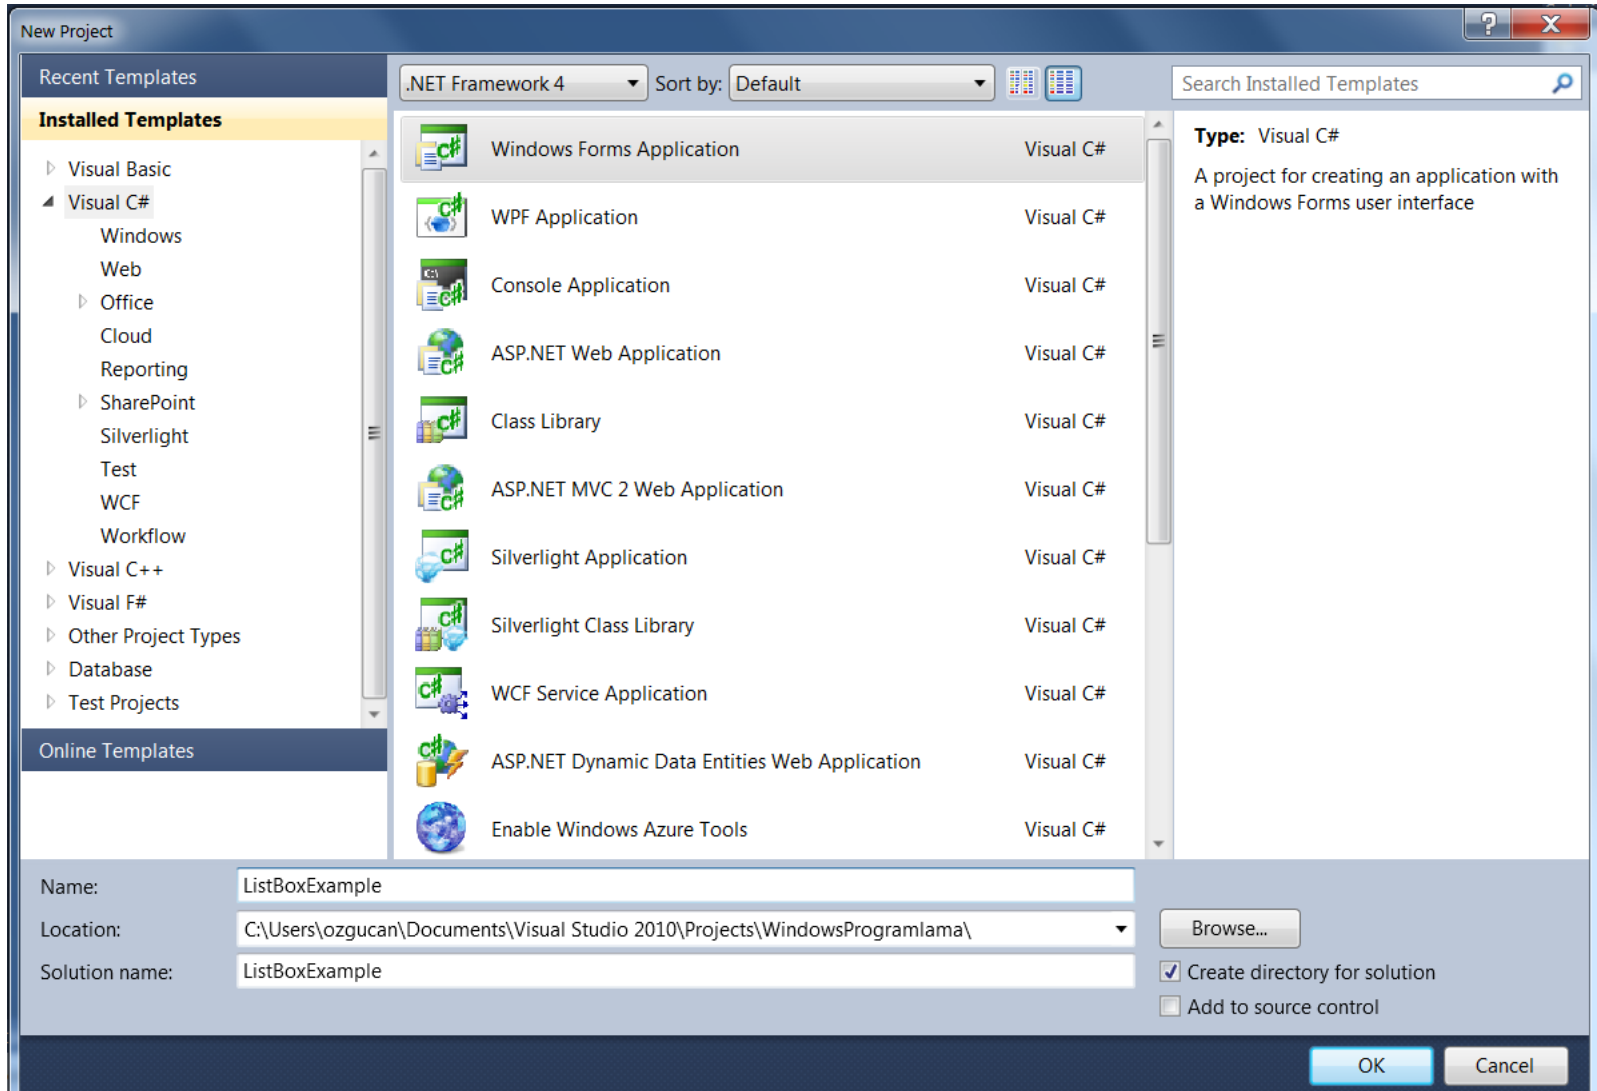 New Project
Recent Templates
Installed Templates
Visual Basic
Visual C#
Windows
Web
Office
Cloud
Reporting
SharePoint
Silverlight
Test
WCF
Workflow
Visual C++
Visual F#
Other Project Types
Database
Test Projects
Online Templates
.NET Framework 4 Sort by: Default
Windows Forms Application Visual C#
WPF Application Visual C#
Console Application Visual C#
ASP.NET Web Application Visual C#
Class Library Visual C#
ASP.NET MVC 2 Web Application Visual C#
Silverlight Application Visual C#
Silverlight Class Library Visual C#
WCF Service Application Visual C#
ASP.NET Dynamic Data Entities Web Application Visual C#
Enable Windows Azure Tools Visual C#
Search Installed Templates
Type: Visual C#
A project for creating an application with
a Windows Forms user interface
Name: ListBoxExample
Location: C:\Users\ozgucan\Documents\Visual Studio 2010\Projects\WindowsProgramlama\ Browse...
Solution name: ListBoxExample
Create directory for solution
Add to source control
OK Cancel